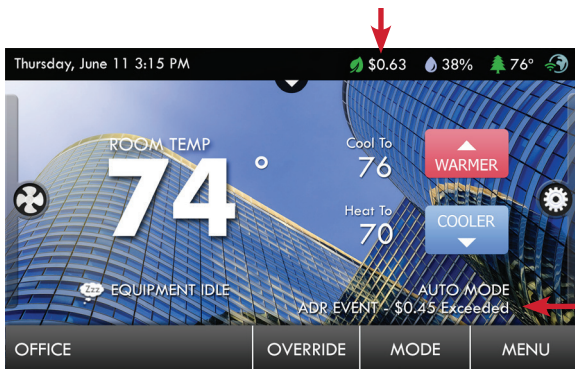 Thursday, June 11 3:15 PM $0.63 38% 76°
ROOM TEMP
74°
Cool To
76
WARMER
Heat To
70
COOLER
Zzz EQUIPMENT IDLE
AUTO MODE
ADR EVENT - $0.45 Exceeded
OFFICE OVERRIDE MODE MENU